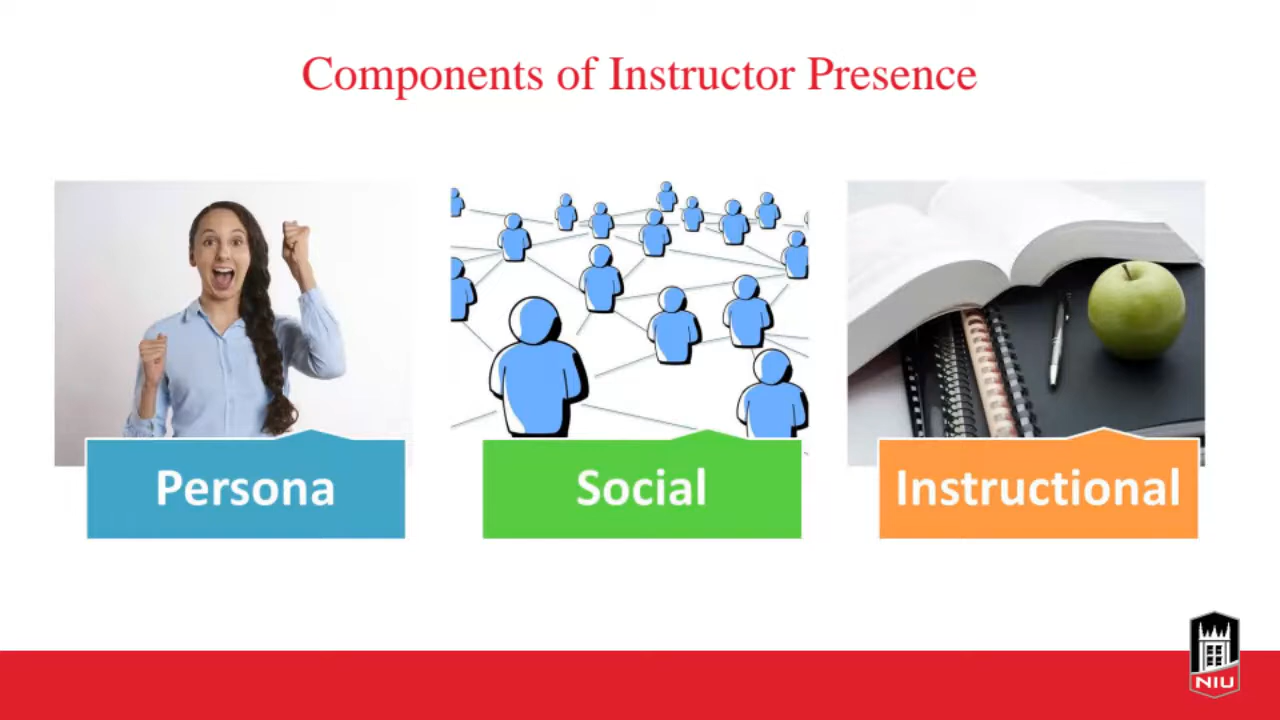 Components of Instructor Presence
Persona
Social
Instructional
NIU